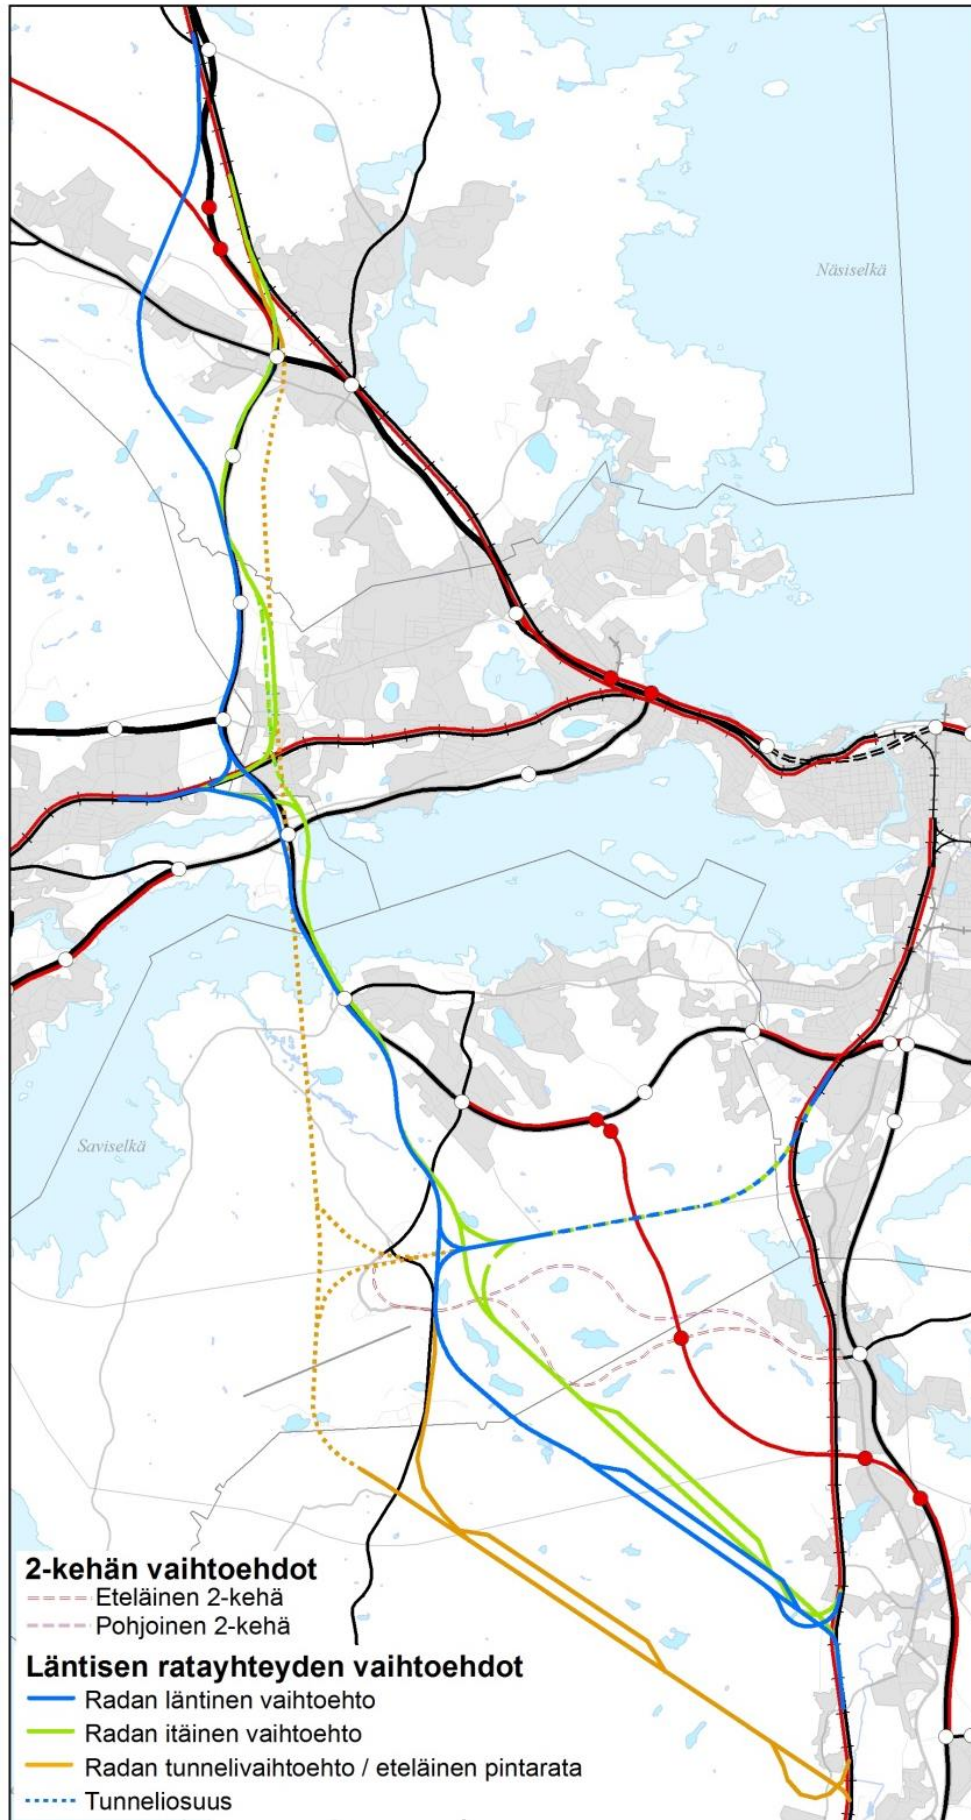 Näsiselkä
Saviselkä
2-kehän vaihtoehdot
Eteläinen 2-kehä
Pohjoinen 2-kehä
Läntisen ratayhteyden vaihtoehdot
Radan läntinen vaihtoehto
Radan itäinen vaihtoehto
Radan tunnelivaihtoehto / eteläinen pintarata
Tunneliosuus